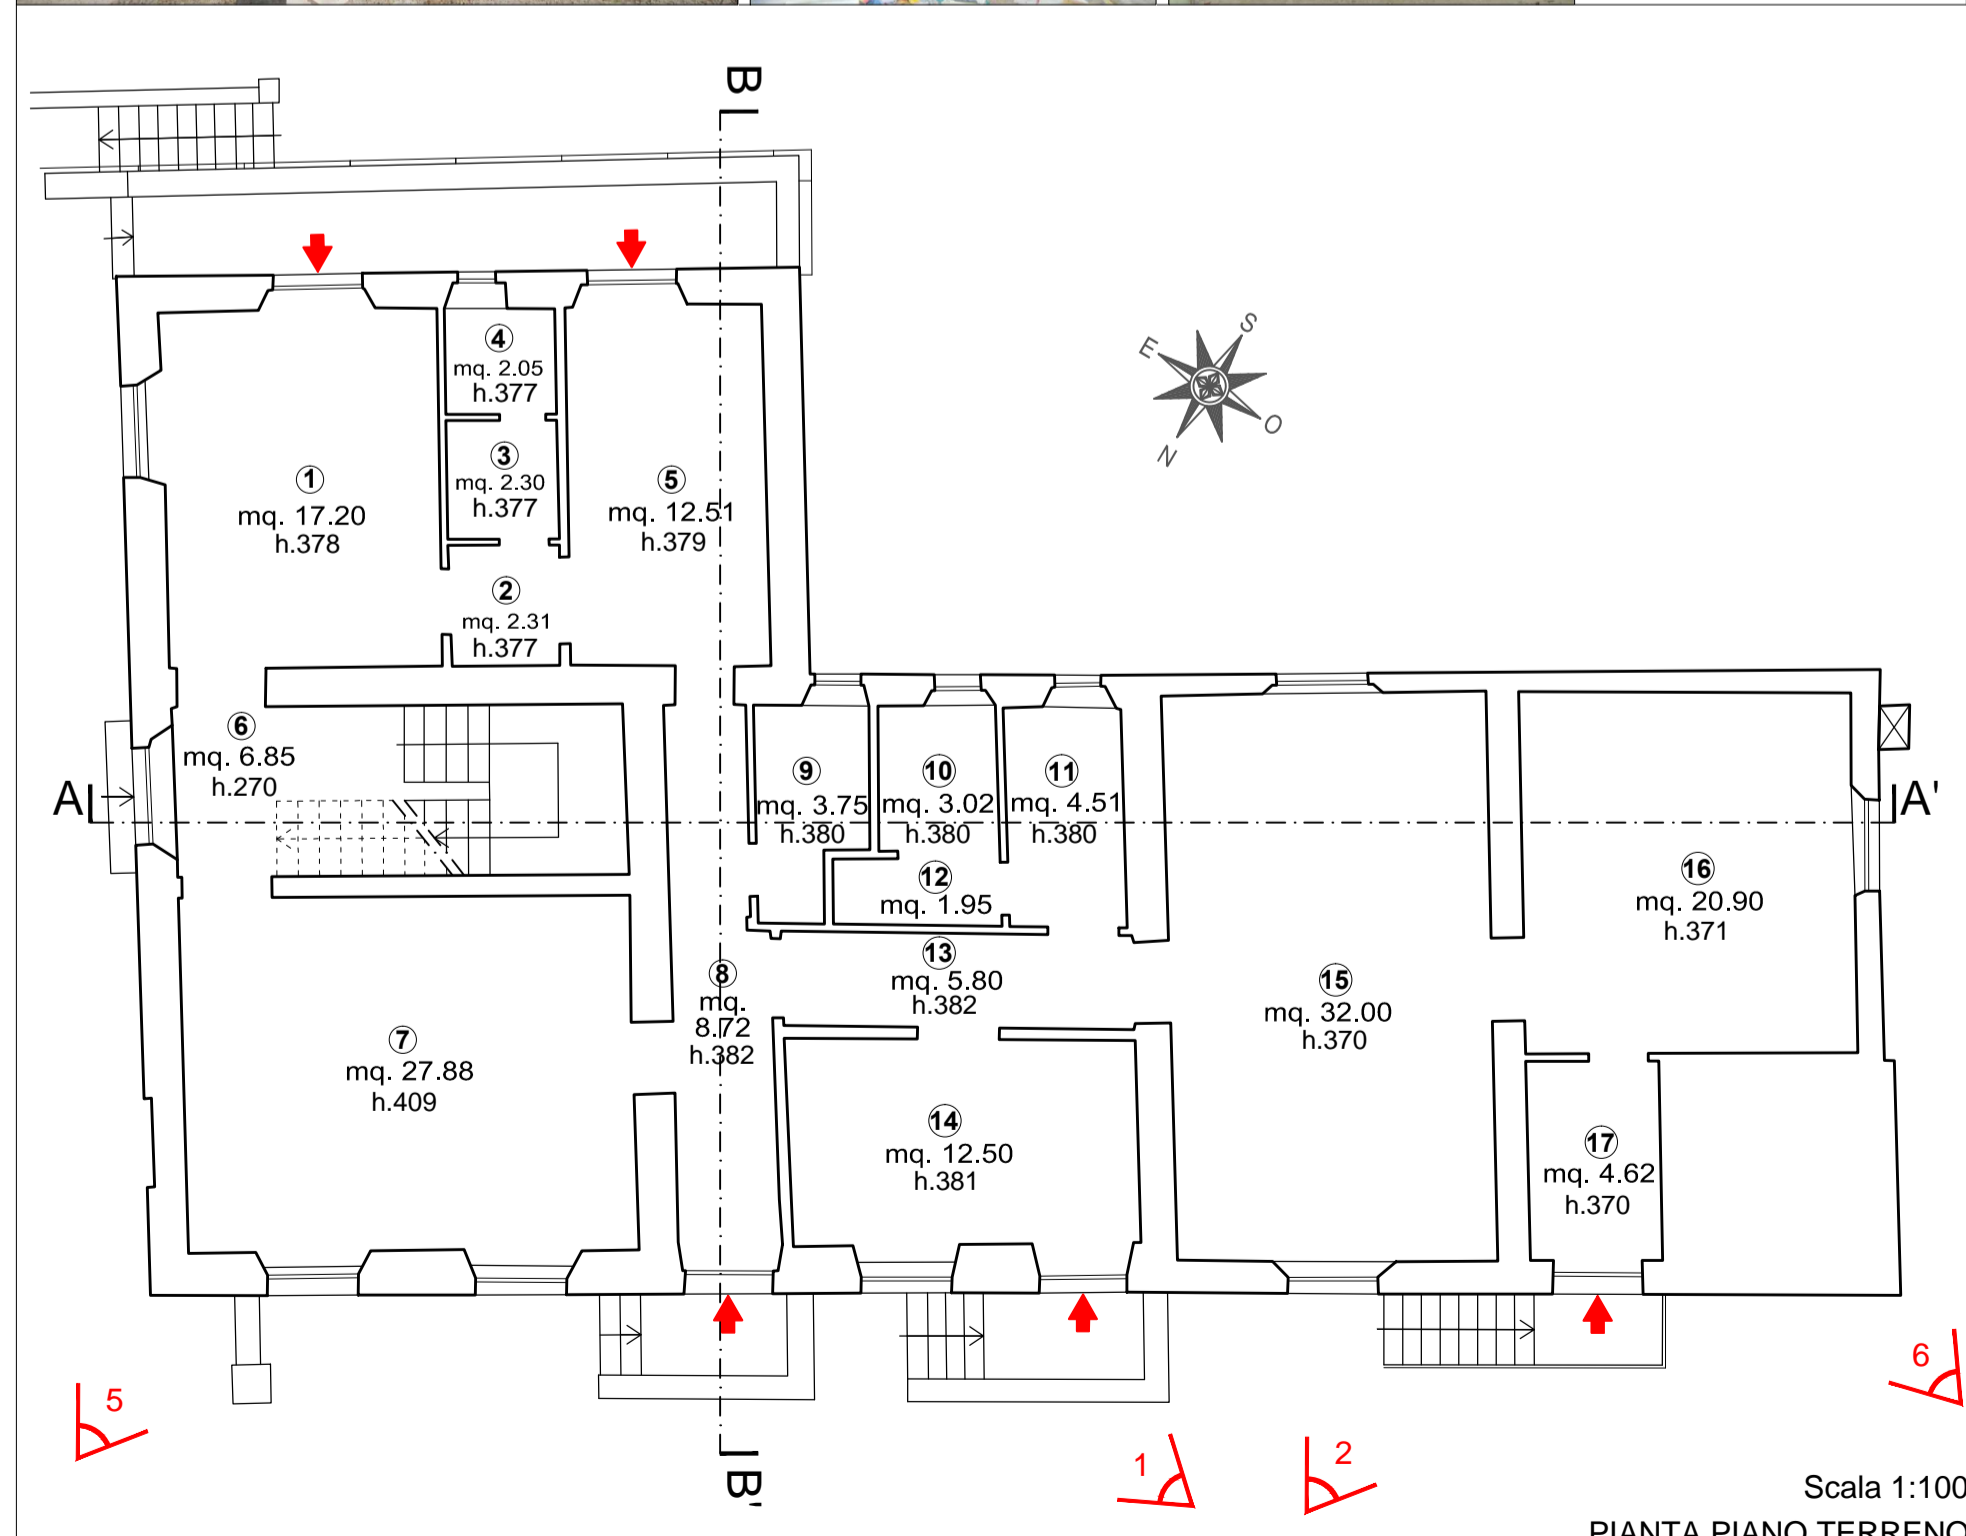 B
S
E
O
N
4
mq. 2.05
h.377
3
mq. 2.30
h.377
1
mq. 17.20
h.378
5
mq. 12.51
h.379
2
mq. 2.31
h.377
6
mq. 6.85
h.270
A
A'
9
mq. 3.75
h.380
10
mq. 3.02
h.380
11
mq. 4.51
h.380
12
mq. 1.95
16
mq. 20.90
h.371
13
mq. 5.80
h.382
8
mq.
8.72
h.382
15
mq. 32.00
h.370
7
mq. 27.88
h.409
14
mq. 12.50
h.381
17
mq. 4.62
h.370
5
6
1
2
B'
Scala 1:100
PIANTA PIANO TERRENO